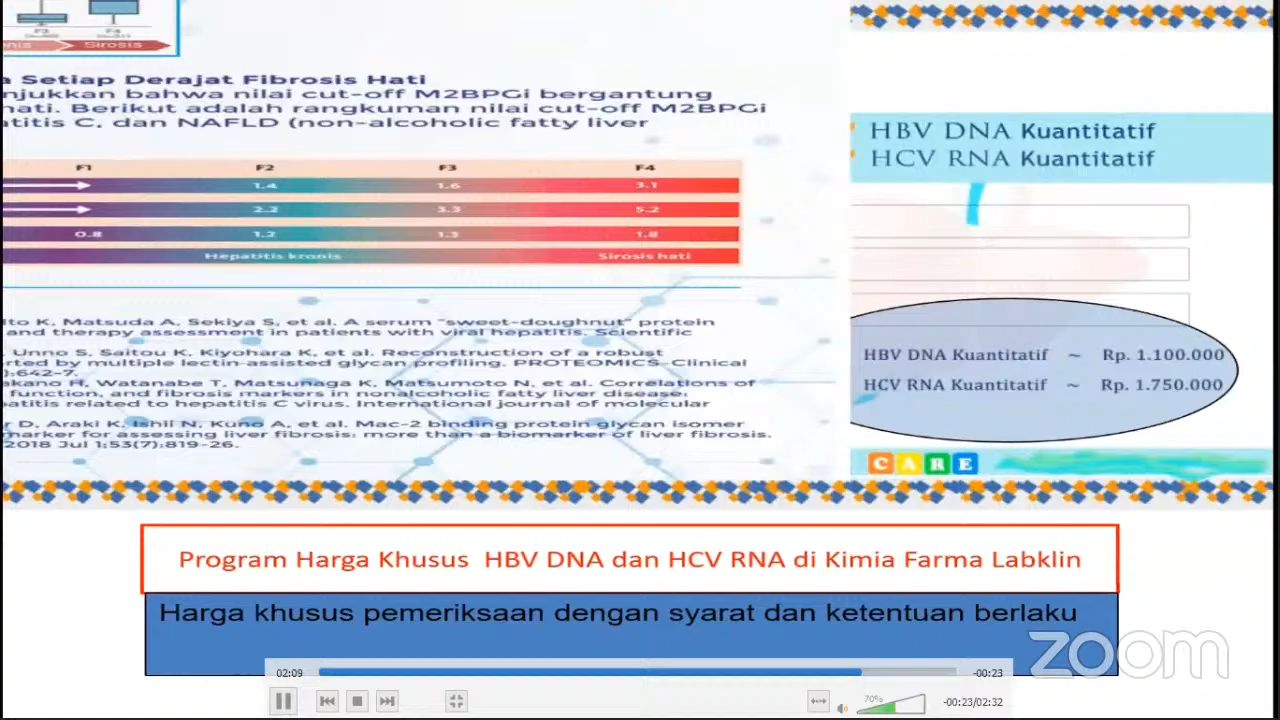 F3
F4
Sirosis
a Setiap Derajat Fibrosis Hati
njukkan bahwa nilai cut-off M2BPGi bergantung
hati. Berikut adalah rangkuman nilai cut-off M2BPGi
atitis C, dan NAFLD (non-alcoholic fatty liver
F1 F2 F3 F4
1.4 1.6 3.1
2.2 3.3 5.2
0.8 1.2 1.3 1.8
Hepatitis kronis Sirosis hati
Ito K, Matsuda A, Sekiya S, et al. A serum "sweet-doughnut" protein
and therapy assessment in patients with viral hepatitis. Scientific
Unno S, Saitou K, Kiyohara K, et al. Reconstruction of a robust
rted by multiple lectin-assisted glycan profiling. PROTEOMICS–Clinical
):642-7.
akano H, Watanabe T, Matsunaga K, Matsumoto N, et al. Correlations of
function, and fibrosis markers in nonalcoholic fatty liver disease:
patitis related to hepatitis C virus. International journal of molecular
r D, Araki K, Ishii N, Kuno A, et al. Mac-2 binding protein glycan isomer
marker for assessing liver fibrosis: more than a biomarker of liver fibrosis.
2018 Jul 1;53(7):819-26.
HBV DNA Kuantitatif
HCV RNA Kuantitatif
HBV DNA Kuantitatif ~ Rp. 1.100.000
HCV RNA Kuantitatif ~ Rp. 1.750.000
CARE
Program Harga Khusus HBV DNA dan HCV RNA di Kimia Farma Labklin
Harga khusus pemeriksaan dengan syarat dan ketentuan berlaku
zoom
02:09 -00:23
70%
-00:23/02:32